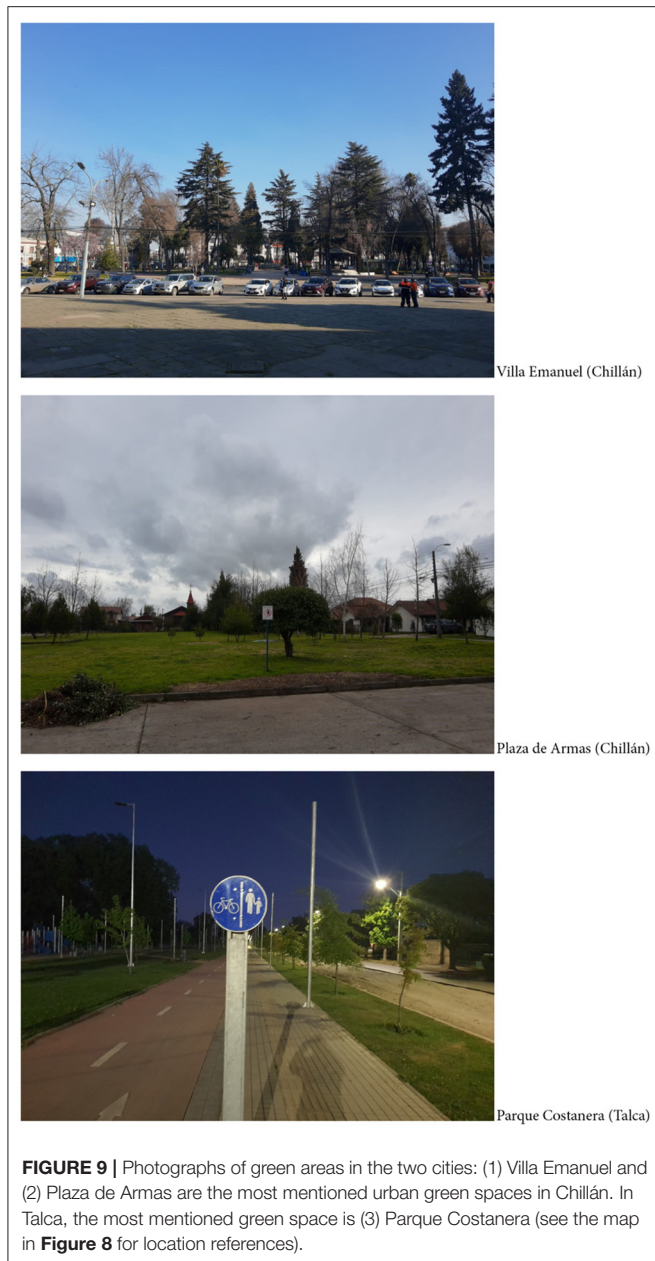 Villa Emanuel (Chillán)
Plaza de Armas (Chillán)
Parque Costanera (Talca)
FIGURE 9 | Photographs of green areas in the two cities: (1) Villa Emanuel and
(2) Plaza de Armas are the most mentioned urban green spaces in Chillán. In
Talca, the most mentioned green space is (3) Parque Costanera (see the map
in Figure 8 for location references).